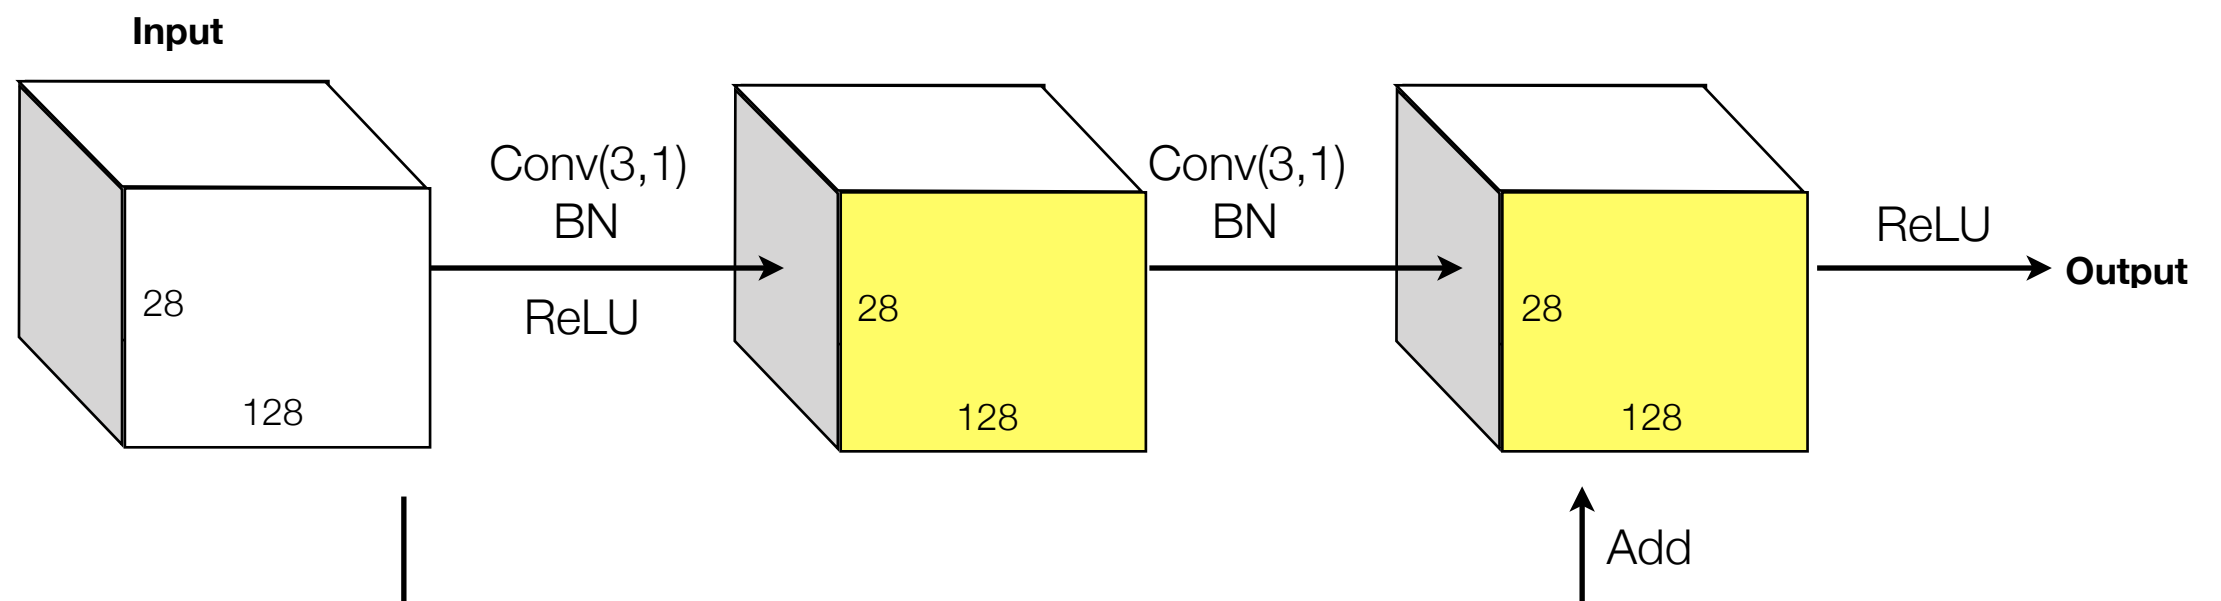 Input
28
128
Conv(3,1)
BN
ReLU
28
128
Conv(3,1)
BN
28
128
Add
ReLU
Output